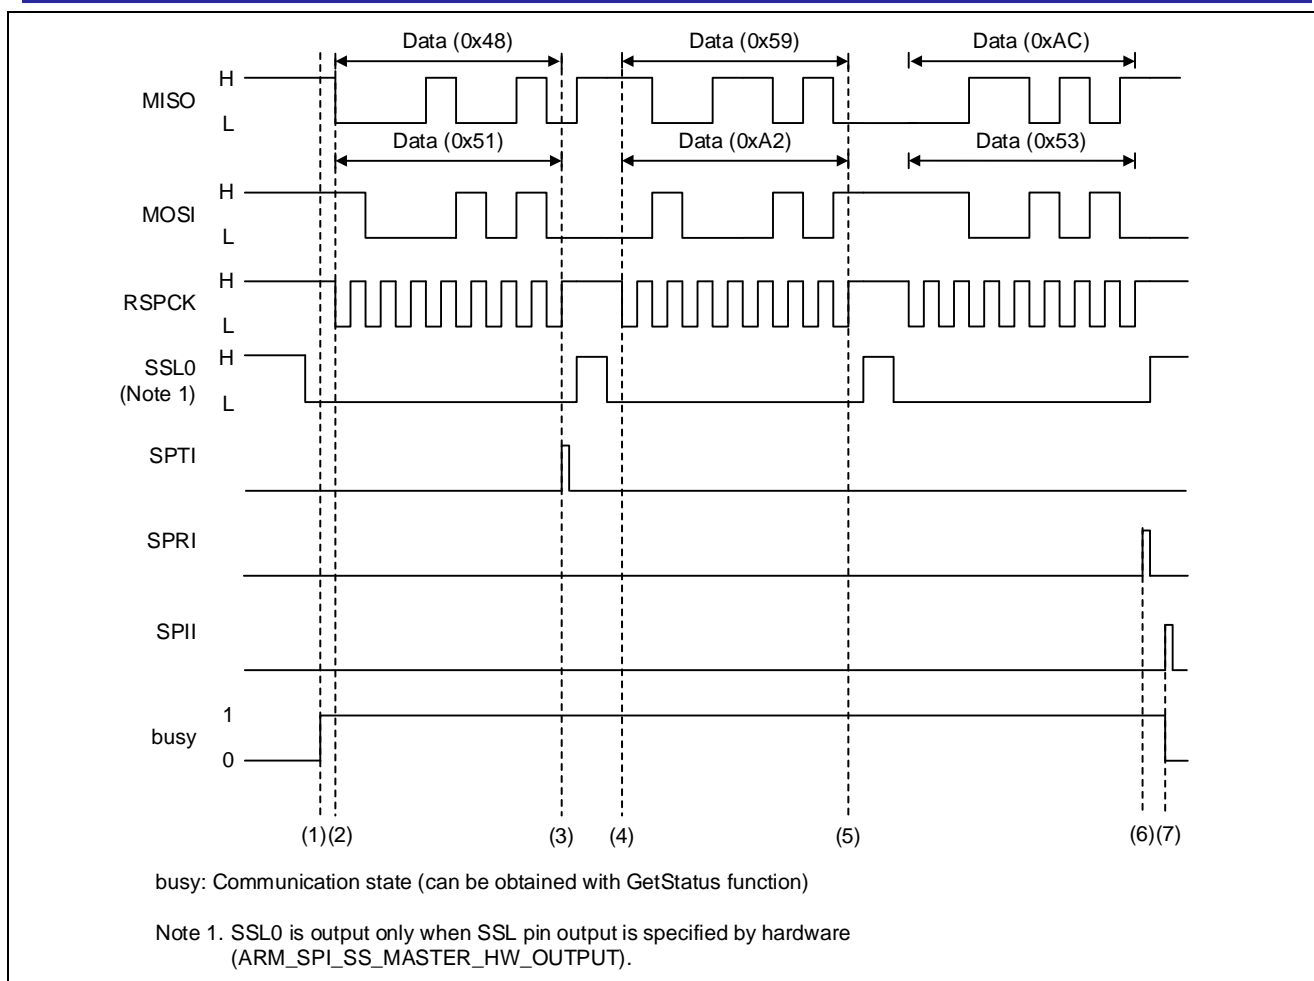 Data (0x48) Data (0x59) Data (0xAC)
H
MISO
L
Data (0x51) Data (0xA2) Data (0x53)
H
MOSI
L
H
RSPCK
L
H
SSL0
(Note 1)
L
SPTI
SPRI
SPII
1
busy
0
(1)(2) (3) (4) (5) (6)(7)
busy: Communication state (can be obtained with GetStatus function)
Note 1. SSL0 is output only when SSL pin output is specified by hardware
(ARM_SPI_SS_MASTER_HW_OUTPUT).